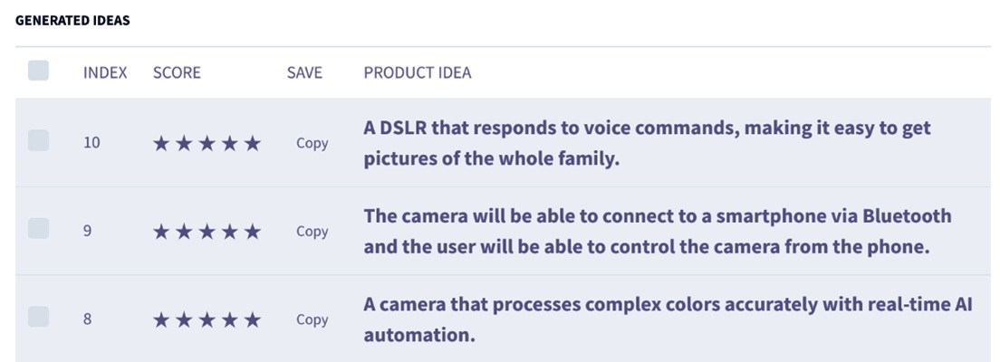 GENERATED IDEAS
INDEX SCORE SAVE PRODUCT IDEA
10 ★★★★★ Copy A DSLR that responds to voice commands, making it easy to get
pictures of the whole family.
9 ★★★★★ Copy The camera will be able to connect to a smartphone via Bluetooth
and the user will be able to control the camera from the phone.
8 ★★★★★ Copy A camera that processes complex colors accurately with real-time AI
automation.